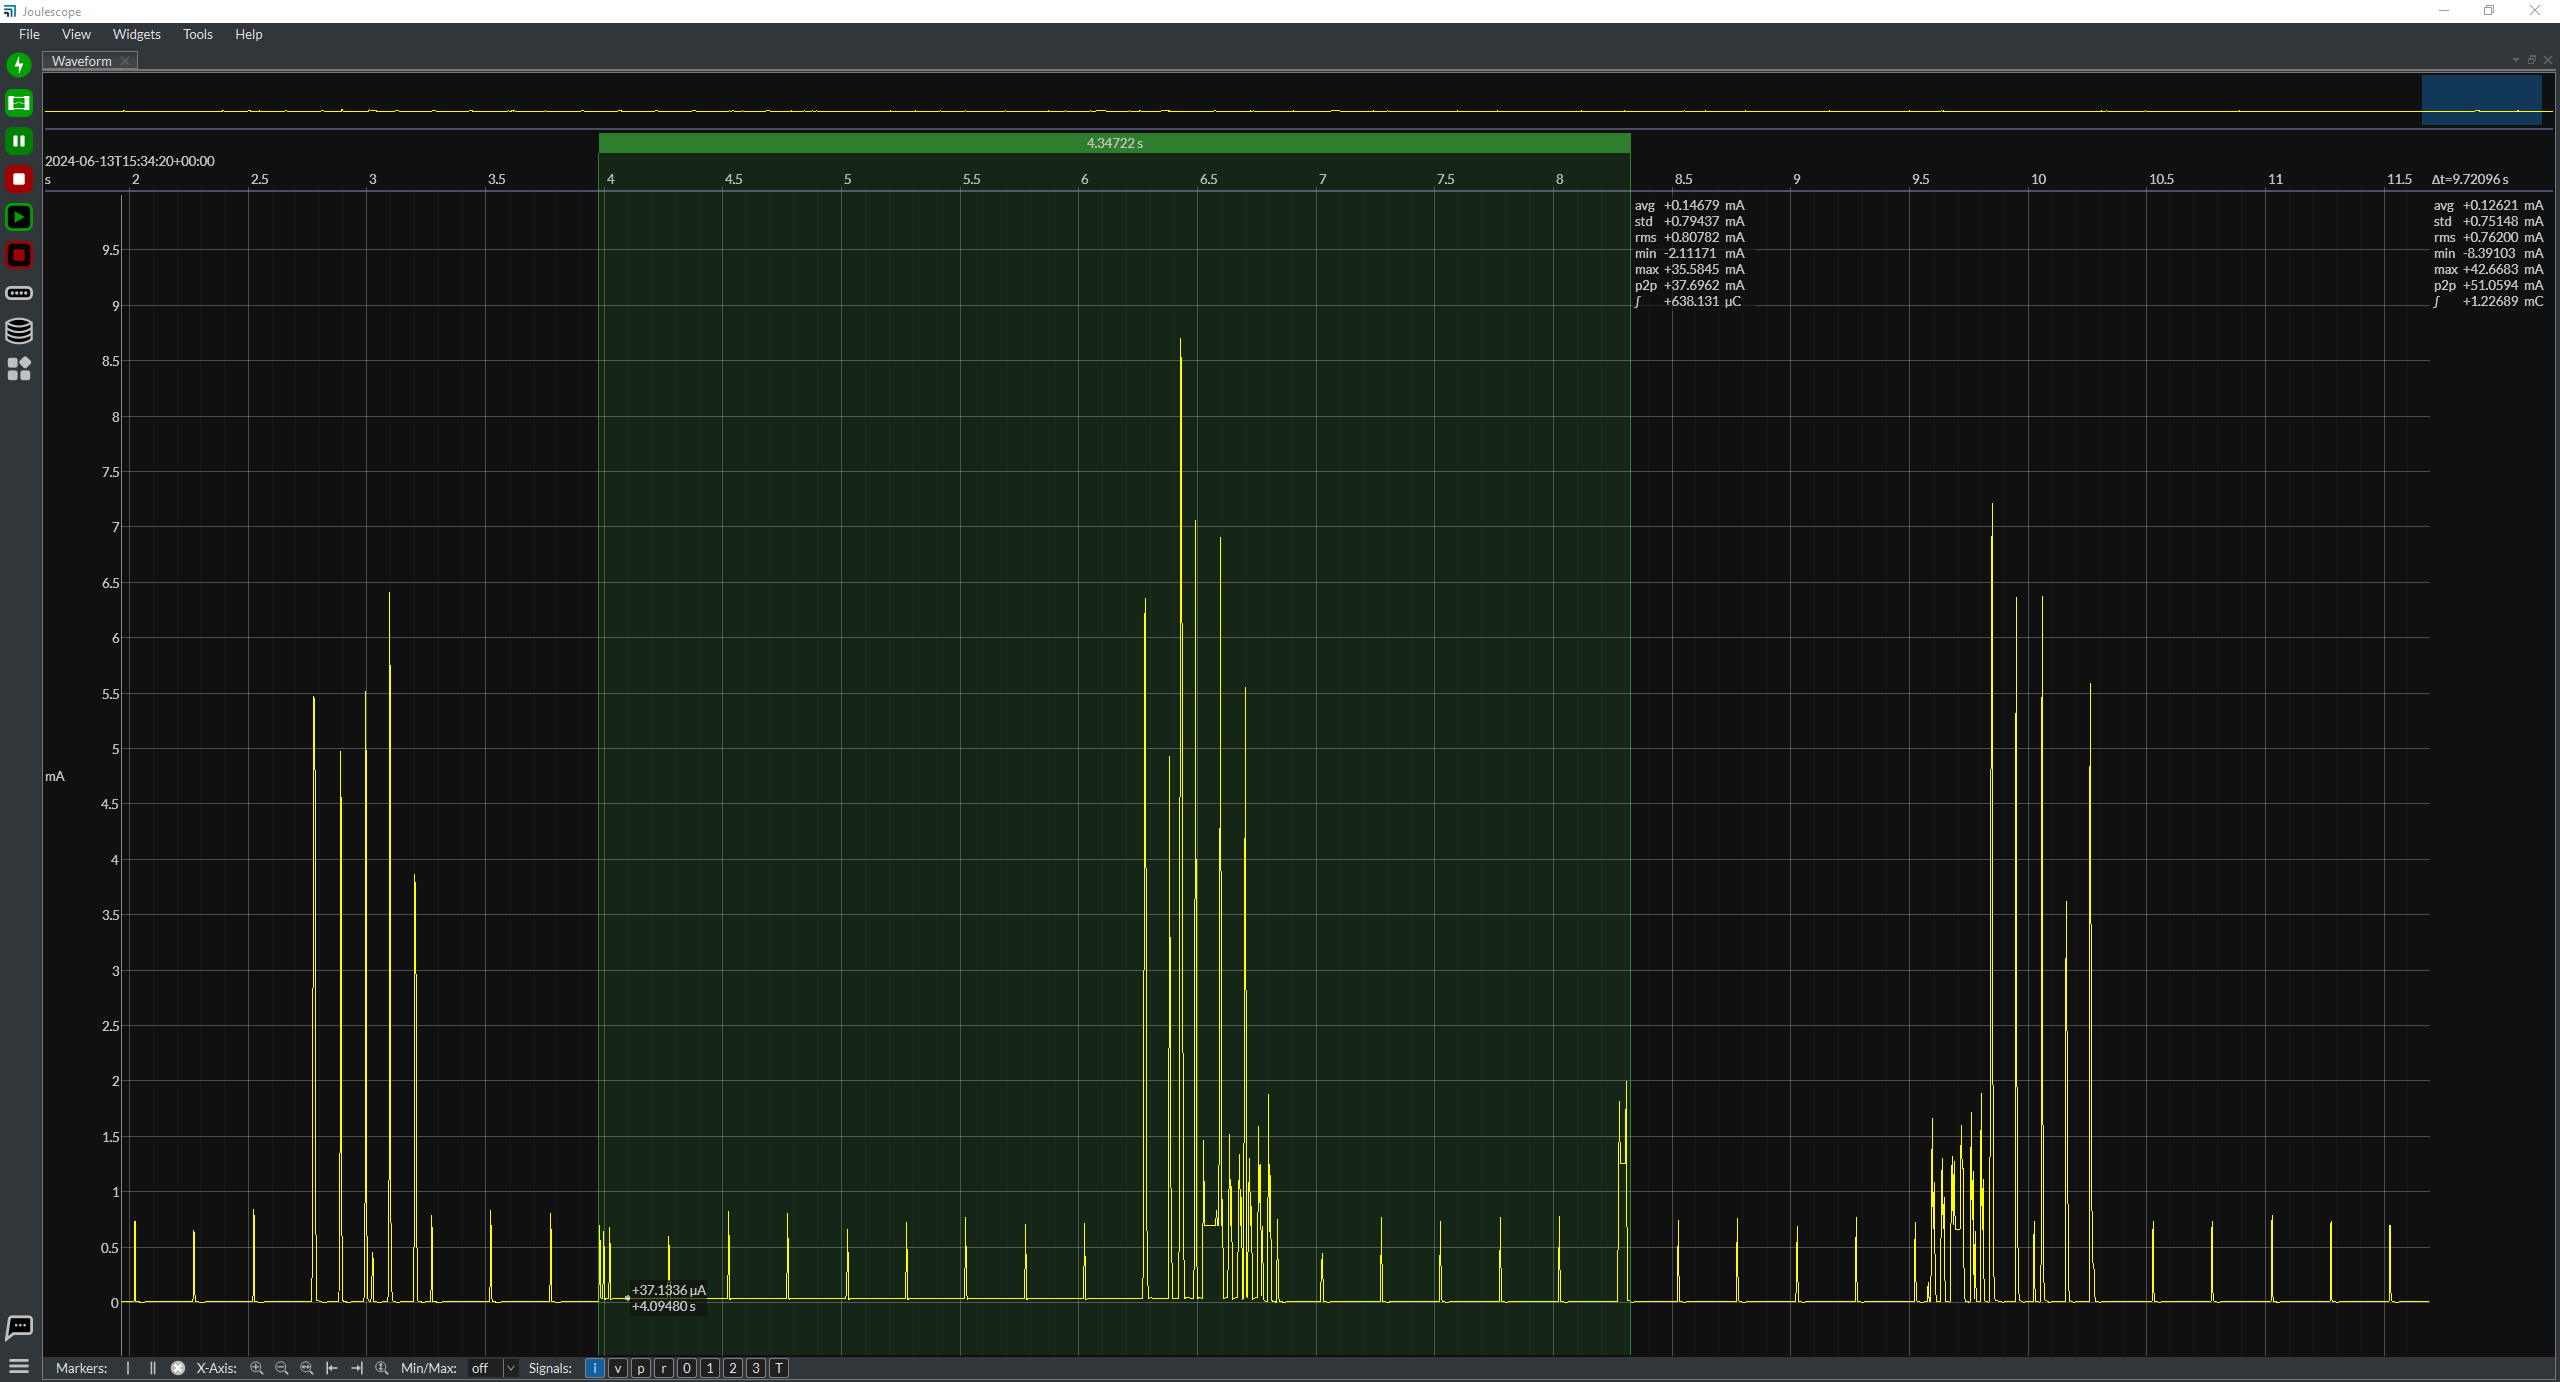 Joulescope
File View Widgets Tools Help
Waveform
4.34722 s
2024-06-13T15:34:20+00:00
s 2 2.5 3 3.5 4 4.5 5 5.5 6 6.5 7 7.5 8 8.5 9 9.5 10 10.5 11 11.5 Δt=9.72096 s
avg +0.14679 mA
std +0.79437 mA
rms +0.80782 mA
min -2.11171 mA
max +35.5845 mA
p2p +37.6962 mA
∫ +638.131 µC
avg +0.12621 mA
std +0.75148 mA
rms +0.76200 mA
min -8.39103 mA
max +42.6683 mA
p2p +51.0594 mA
∫ +1.22689 mC
9.5
9
8.5
8
7.5
7
6.5
6
5.5
5
mA
4.5
4
3.5
3
2.5
2
1.5
1
0.5
0
+37.1336 µA
+4.09480 s
Markers: X-Axis: Min/Max: off Signals: i v p r 0 1 2 3 T